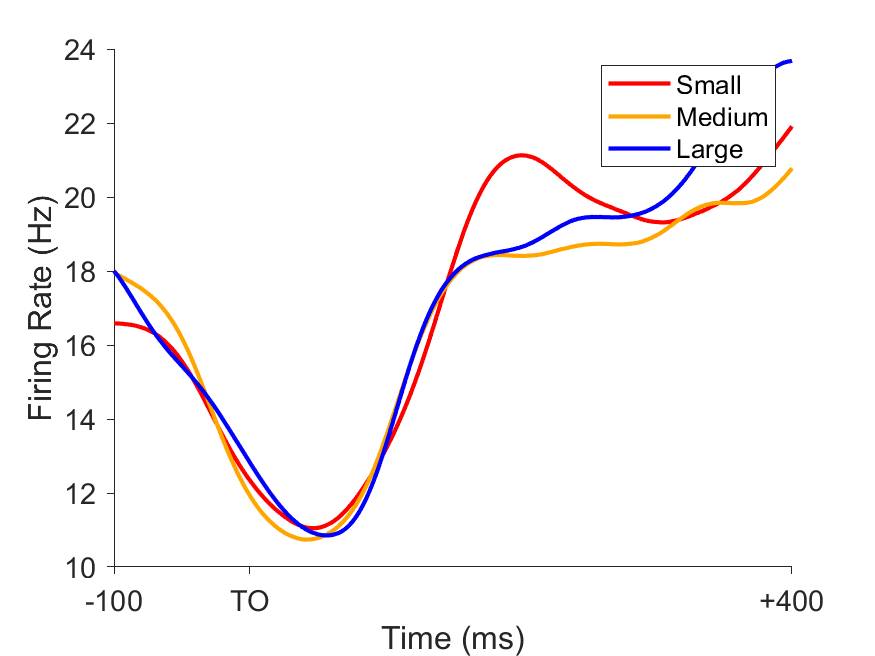 24
22
20
18
16
14
12
10
Firing Rate (Hz)
Small
Medium
Large
-100
TO
+400
Time (ms)